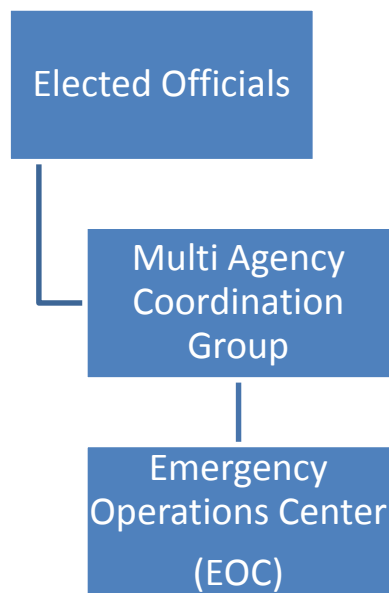 Elected Officials
Multi Agency
Coordination
Group
Emergency
Operations Center
(EOC)